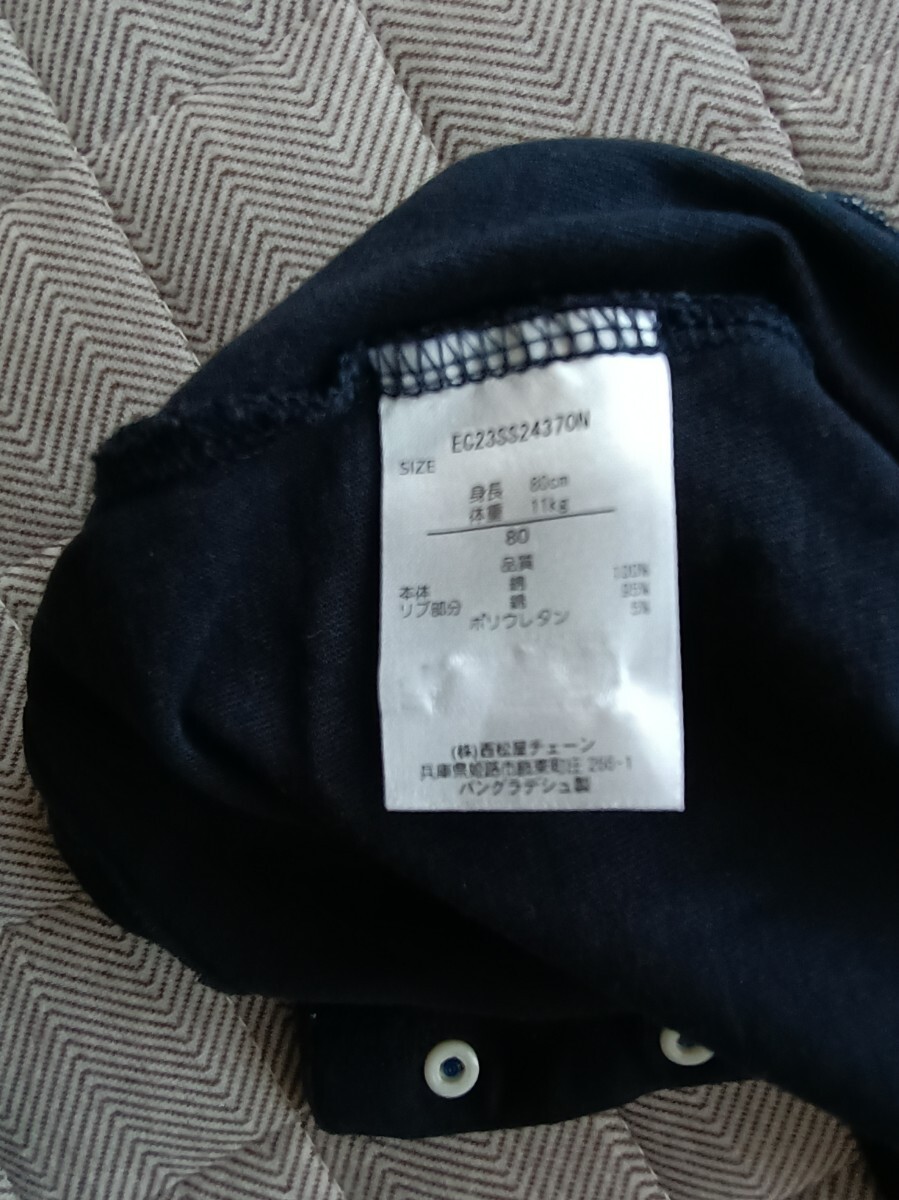 EC23SS24370N
SIZE
身長 80cm
体重 11kg
80
品質
本体 綿 100%
リブ部分 綿 95%
ポリウレタン 5%
(株)西松屋チェーン
兵庫県姫路市飾東町庄 266-1
バングラデシュ製